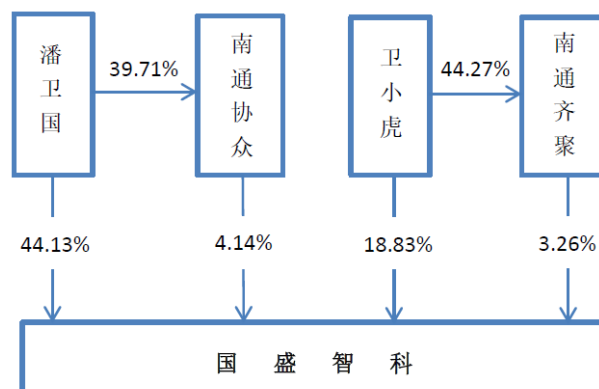 潘卫国
39.71%
南通协众
卫小虎
44.27%
南通齐聚
44.13%
4.14%
18.83%
3.26%
国盛智科